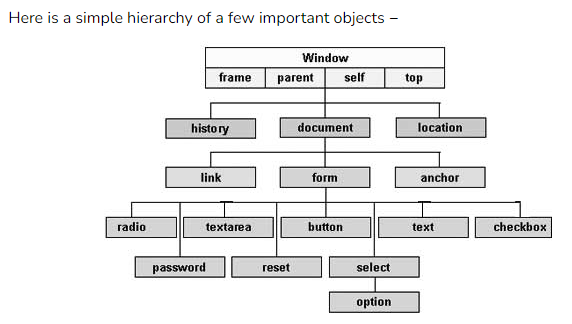 Here is a simple hierarchy of a few important objects –
Window
frame parent self top
history document location
link form anchor
radio textarea button text checkbox
password reset select
option